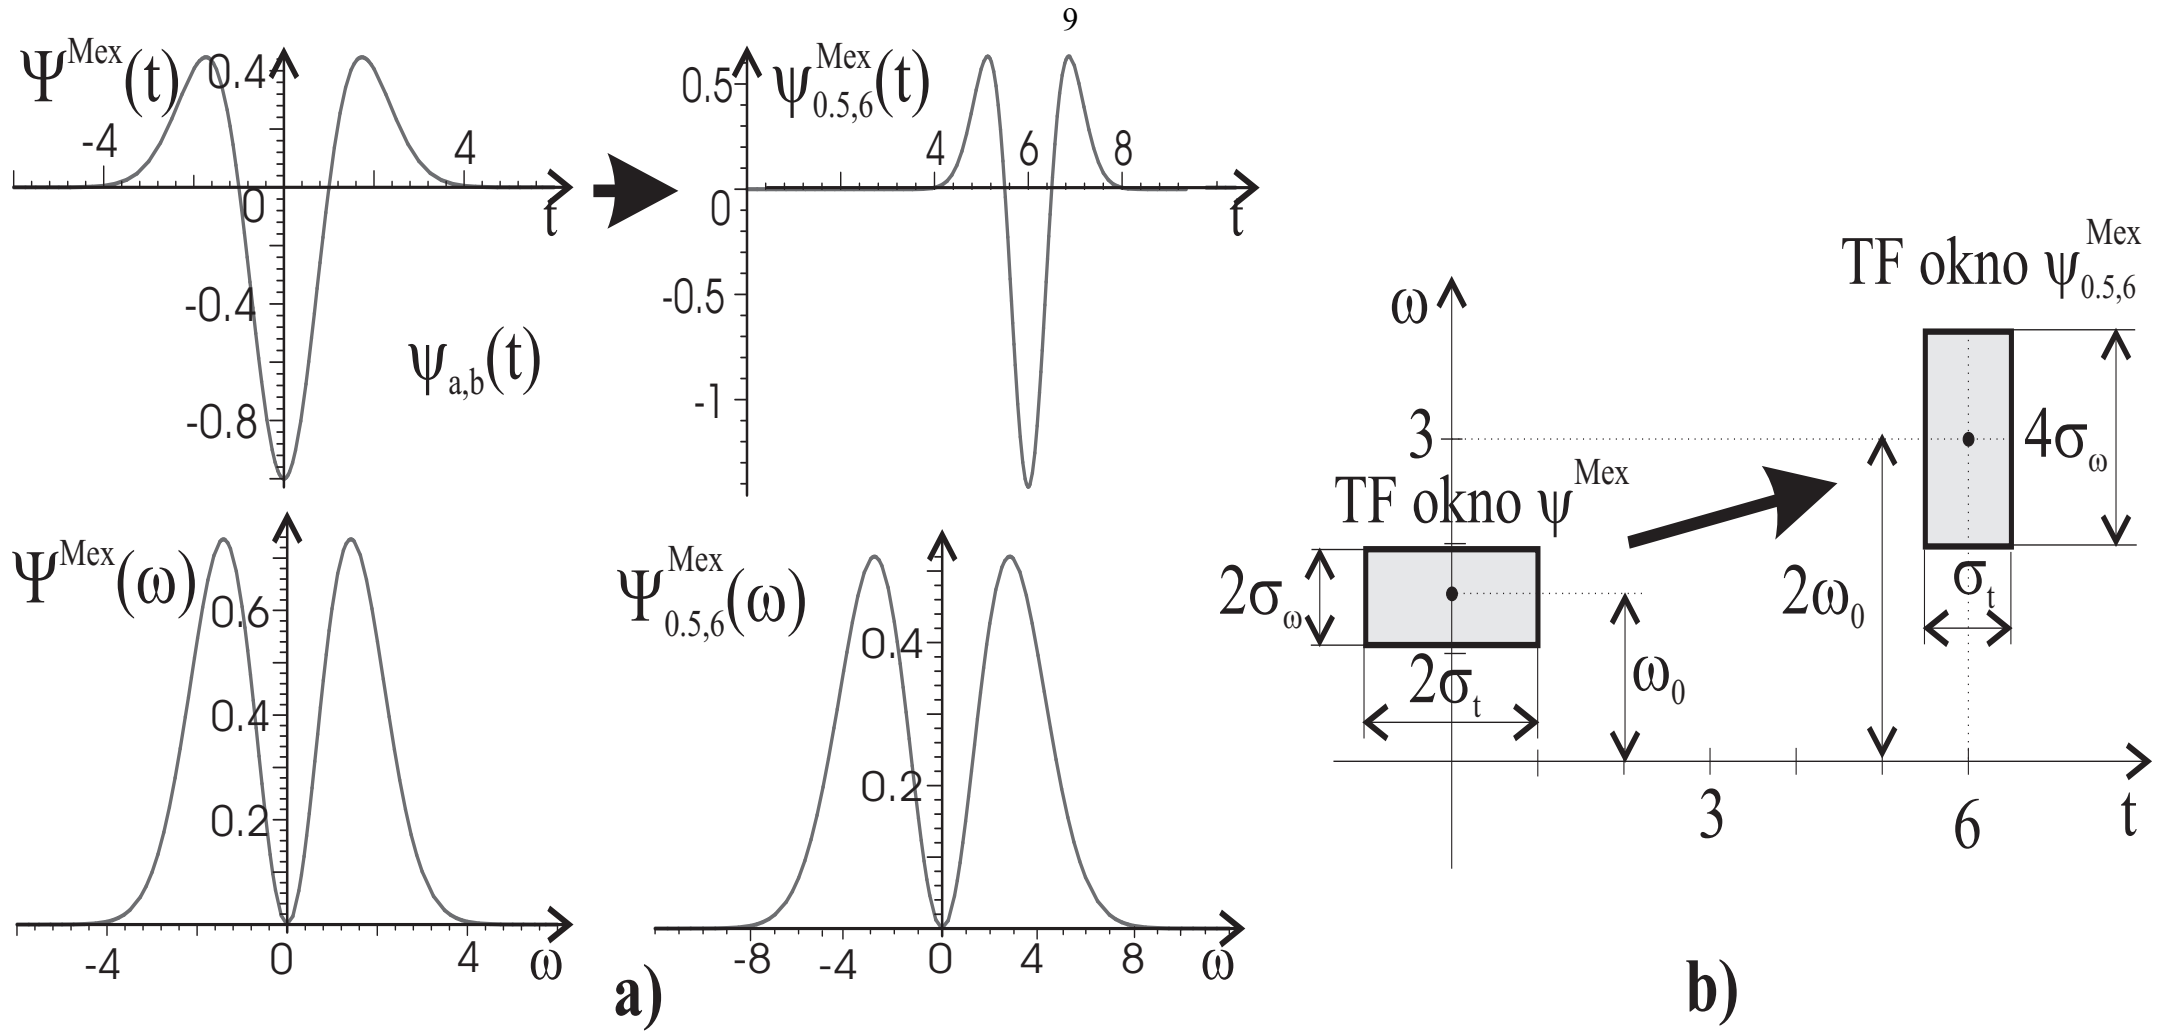 9
Ψ^Mex(t)
0.4
-4
4
0
t
-0.4
-0.8
ψ_a,b(t)
ψ^Mex_0.5,6(t)
0.5
4
6
8
0
t
-0.5
-1
Ψ^Mex(ω)
0.6
0.4
0.2
-4
0
4
ω
Ψ^Mex_0.5,6(ω)
0.4
0.2
-8
-4
0
4
8
ω
a)
TF okno ψ^Mex_0.5,6
ω
3
4σ_ω
TF okno ψ^Mex
2σ_ω
2σ_t
ω_0
2ω_0
σ_t
3
6
t
b)